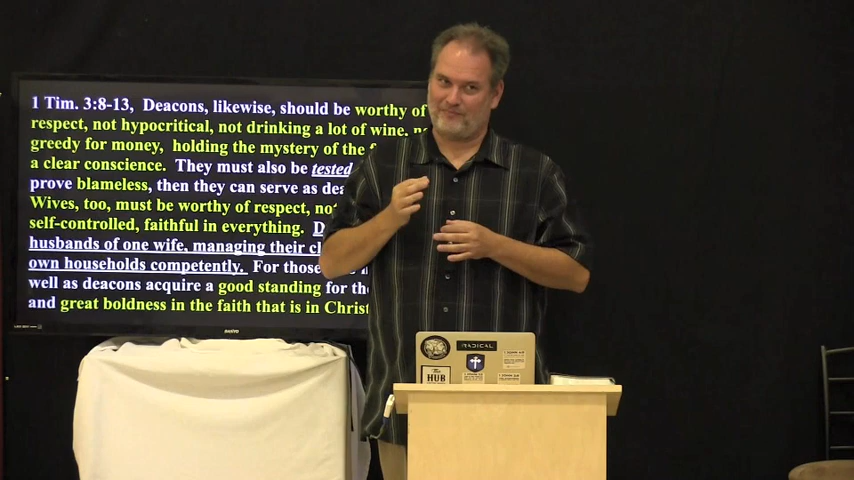 1 Tim. 3:8-13, Deacons, likewise, should be worthy of
respect, not hypocritical, not drinking a lot of wine,
greedy for money, holding the mystery of the
a clear conscience. They must also be tested
prove blameless, then they can serve as
Wives, too, must be worthy of respect,
self-controlled, faithful in everything.
husbands of one wife, managing their
own households competently. For those
well as deacons acquire a good standing for
and great boldness in the faith that is in Christ
SANYO
RADICAL
THE
HUB